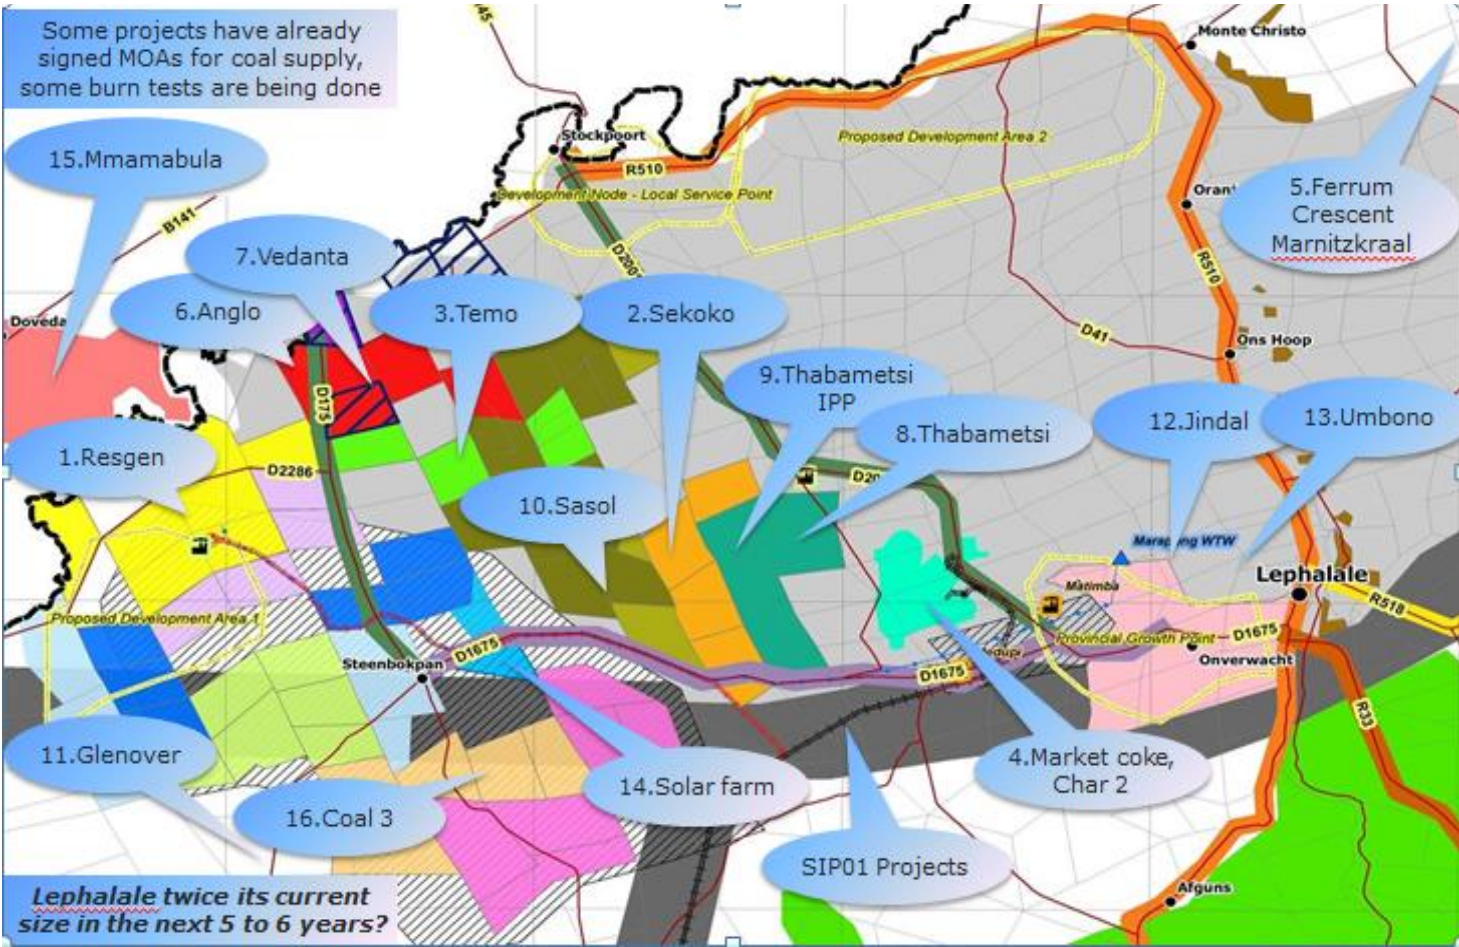 Some projects have already
signed MOAs for coal supply,
some burn tests are being done
Monte Christo
Stockpoort
Proposed Development Area 2
15.Mmamabula
R510
Development Node - Local Service Point
5.Ferrum
Crescent
Marnitzkraal
B141
7.Vedanta
R510
6.Anglo
3.Temo
2.Sekoko
Doveda
D41
Ons Hoop
D175
9.Thabametsi
IPP
8.Thabametsi
12.Jindal
13.Umbono
1.Resgen
D2286
10.Sasol
WTW
Matimba
Lephalale
R518
Proposed Development Area 1
Steenbokpan
D1675
D1675
Provincial Growth Point
D1675
Onverwacht
R33
11.Glenover
14.Solar farm
4.Market coke,
Char 2
16.Coal 3
SIP01 Projects
Afguns
Lephalale twice its current
size in the next 5 to 6 years?